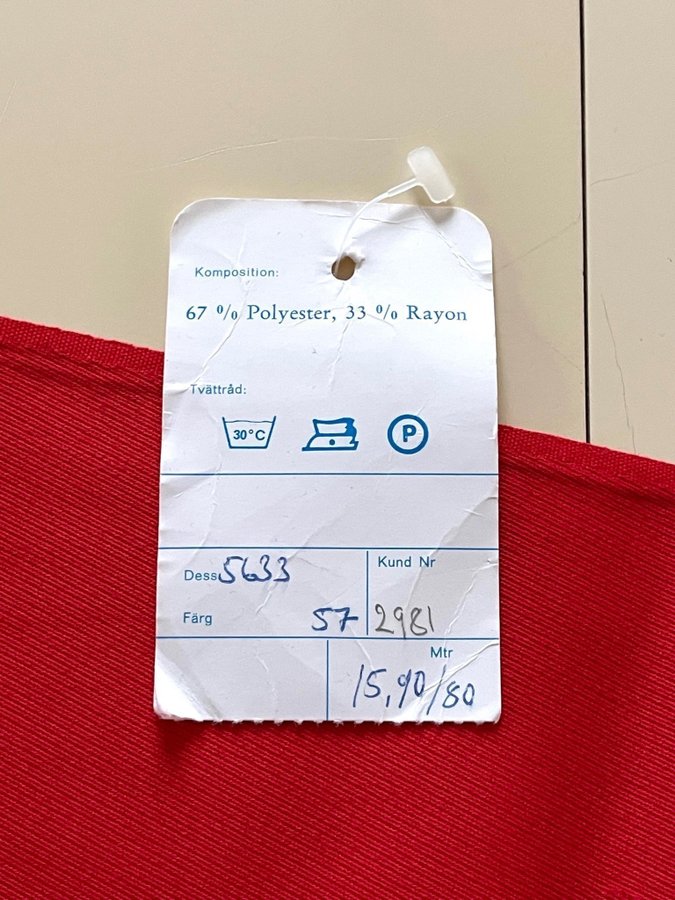 Komposition:
67 % Polyester, 33 % Rayon
Tvättråd:
30°C P
Dess 5633
Kund Nr
Färg 57 2981
Mtr
15,90/80